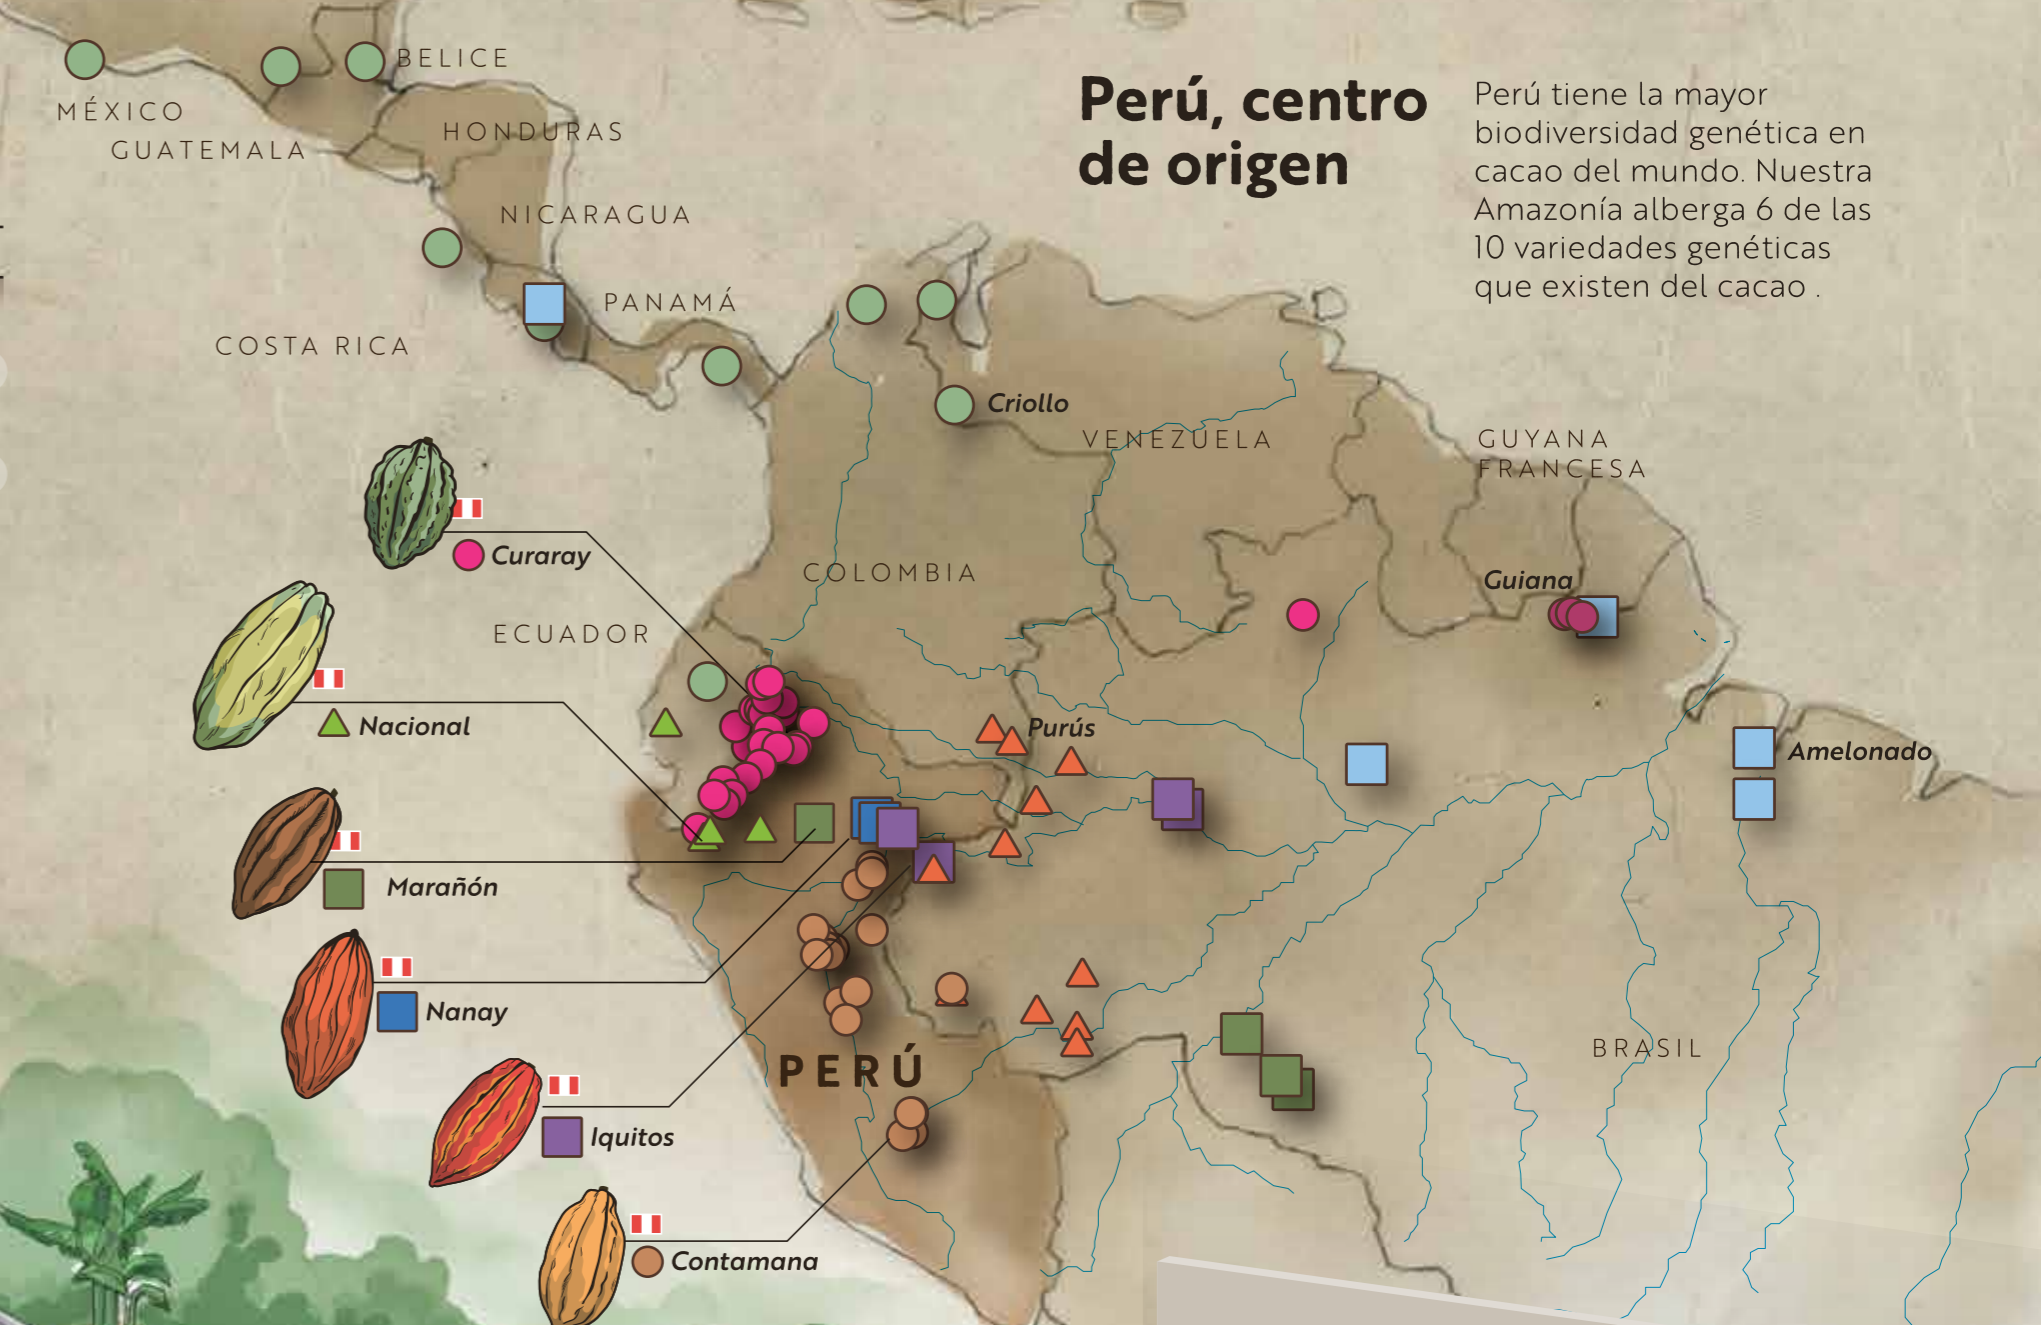 BELICE
MÉXICO
GUATEMALA
HONDURAS
NICARAGUA
PANAMÁ
COSTA RICA
Perú, centro
de origen
Perú tiene la mayor
biodiversidad genética en
cacao del mundo. Nuestra
Amazonía alberga 6 de las
10 variedades genéticas
que existen del cacao .
Criollo
VENEZUELA
GUYANA
FRANCESA
Curaray
COLOMBIA
Guiana
ECUADOR
Nacional
Purús
Amelonado
Marañón
Nanay
BRASIL
PERÚ
Iquitos
Contamana